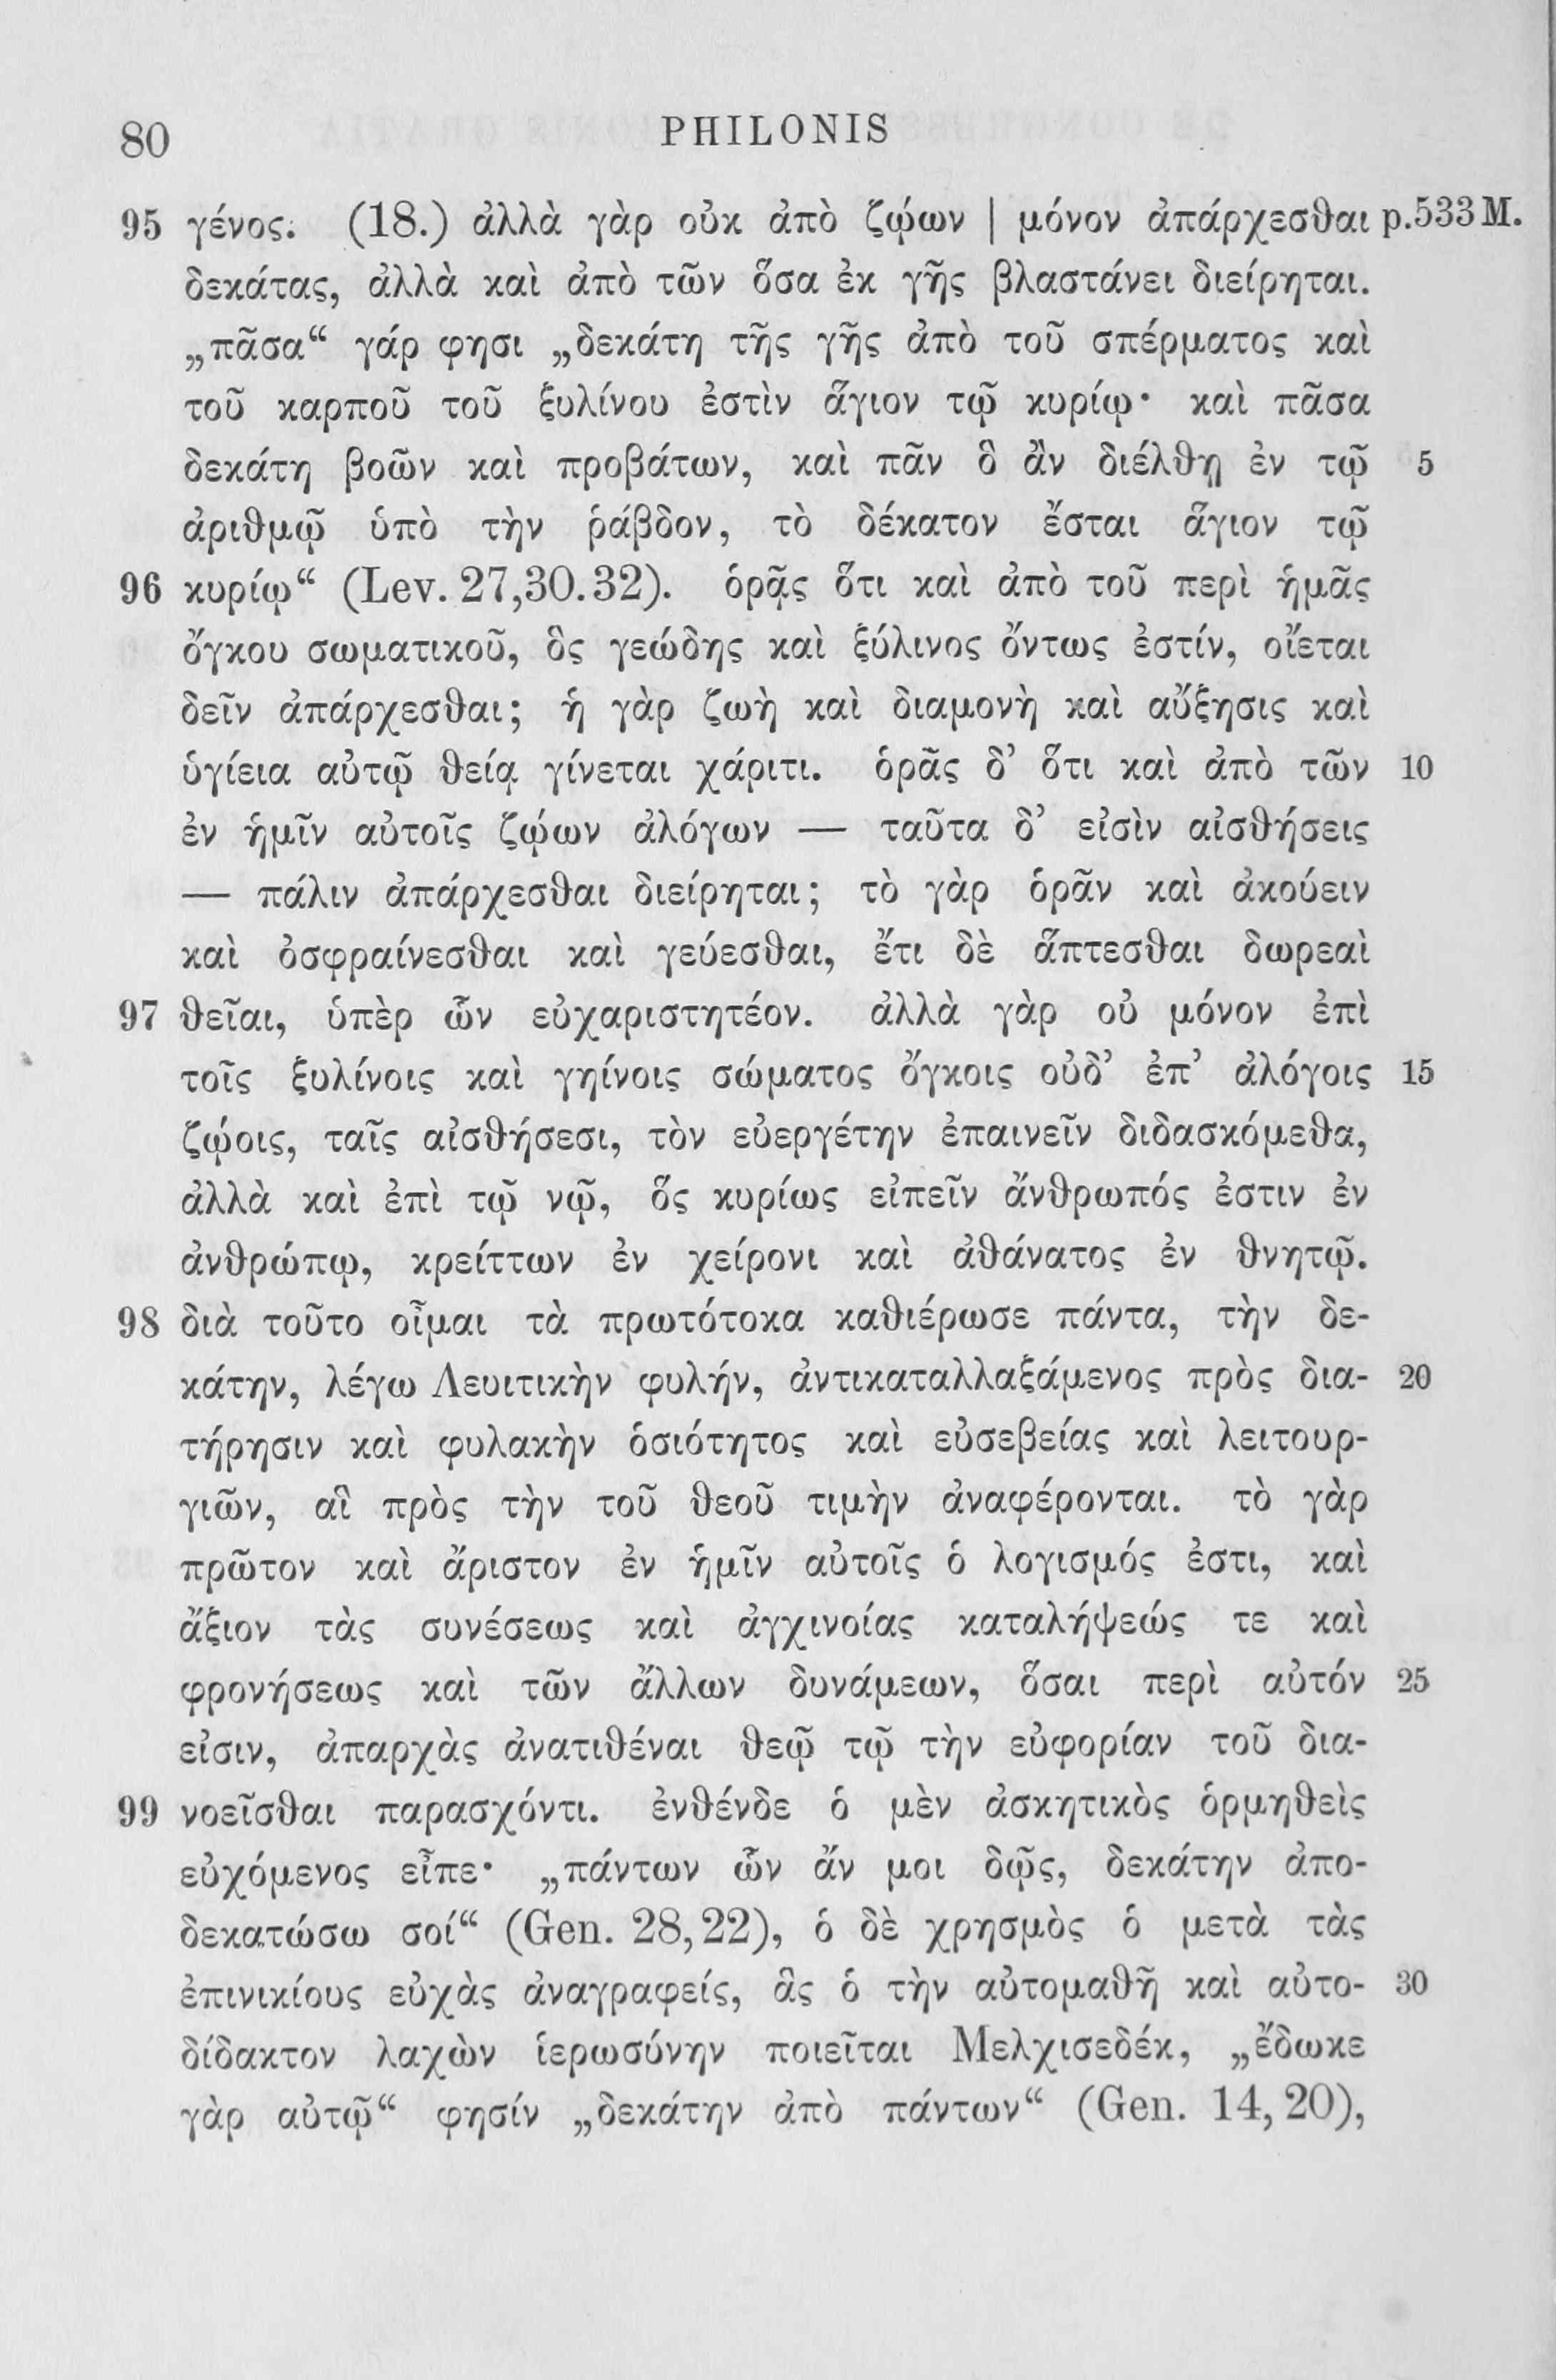 80 PHILONIS
95 γένος. (18.) ἀλλὰ γὰρ οὐκ ἀπὸ ζῴων | μόνον ἀπάρχεσθαι p.533 M.
δεκάτας, ἀλλὰ καὶ ἀπὸ τῶν ὅσα ἐκ γῆς βλαστάνει διείρηται.
„πᾶσα“ γάρ φησι „δεκάτη τῆς γῆς ἀπὸ τοῦ σπέρματος καὶ
τοῦ καρποῦ τοῦ ξυλίνου ἐστὶν ἅγιον τῷ κυρίῳ· καὶ πᾶσα
δεκάτη βοῶν καὶ προβάτων, καὶ πᾶν ὃ ἂν διέλθῃ ἐν τῷ 5
ἀριθμῷ ὑπὸ τὴν ῥάβδον, τὸ δέκατον ἔσται ἅγιον τῷ
96 κυρίῳ“ (Lev. 27,30.32). ὁρᾷς ὅτι καὶ ἀπὸ τοῦ περὶ ἡμᾶς
ὄγκου σωματικοῦ, ὃς γεώδης καὶ ξύλινος ὄντως ἐστίν, οἴεται
δεῖν ἀπάρχεσθαι; ἡ γὰρ ζωὴ καὶ διαμονὴ καὶ αὔξησις καὶ
ὑγίεια αὐτῷ θείᾳ γίνεται χάριτι. ὁρᾷς δ’ ὅτι καὶ ἀπὸ τῶν 10
ἐν ἡμῖν αὐτοῖς ζῴων ἀλόγων — ταῦτα δ’ εἰσὶν αἰσθήσεις
— πάλιν ἀπάρχεσθαι διείρηται; τὸ γὰρ ὁρᾶν καὶ ἀκούειν
καὶ ὀσφραίνεσθαι καὶ γεύεσθαι, ἔτι δὲ ἅπτεσθαι δωρεαὶ
97 θεῖαι, ὑπὲρ ὧν εὐχαριστητέον. ἀλλὰ γὰρ οὐ μόνον ἐπὶ
τοῖς ξυλίνοις καὶ γηίνοις σώματος ὄγκοις οὐδ’ ἐπ’ ἀλόγοις 15
ζῴοις, ταῖς αἰσθήσεσι, τὸν εὐεργέτην ἐπαινεῖν διδασκόμεθα,
ἀλλὰ καὶ ἐπὶ τῷ νῷ, ὅς κυρίως εἰπεῖν ἄνθρωπός ἐστιν ἐν
ἀνθρώπῳ, κρείττων ἐν χείρονι καὶ ἀθάνατος ἐν θνητῷ.
98 διὰ τοῦτο οἶμαι τὰ πρωτότοκα καθιέρωσε πάντα, τὴν δε-
κάτην, λέγω Λευιτικὴν φυλήν, ἀντικαταλλαξάμενος πρὸς δια- 20
τήρησιν καὶ φυλακὴν ὁσιότητος καὶ εὐσεβείας καὶ λειτουρ-
γιῶν, αἳ πρὸς τὴν τοῦ θεοῦ τιμὴν ἀναφέρονται. τὸ γὰρ
πρῶτον καὶ ἄριστον ἐν ἡμῖν αὐτοῖς ὁ λογισμός ἐστι, καὶ
ἄξιον τὰς συνέσεως καὶ ἀγχινοίας καταλήψεώς τε καὶ
φρονήσεως καὶ τῶν ἄλλων δυνάμεων, ὅσαι περὶ αὐτόν 25
εἰσιν, ἀπαρχὰς ἀνατιθέναι θεῷ τῷ τὴν εὐφορίαν τοῦ δια-
99 νοεῖσθαι παρασχόντι. ἐνθένδε ὁ μὲν ἀσκητικὸς ὁρμηθεὶς
εὐχόμενος εἶπε· „πάντων ὧν ἄν μοι δῷς, δεκάτην ἀπο-
δεκατώσω σοί“ (Gen. 28,22), ὁ δὲ χρησμὸς ὁ μετὰ τὰς
ἐπινικίους εὐχὰς ἀναγραφείς, ἃς ὁ τὴν αὐτομαθῆ καὶ αὐτο- 30
δίδακτον λαχὼν ἱερωσύνην ποιεῖται Μελχισεδέκ, „ἔδωκε
γὰρ αὐτῷ“ φησίν „δεκάτην ἀπὸ πάντων“ (Gen. 14,20),